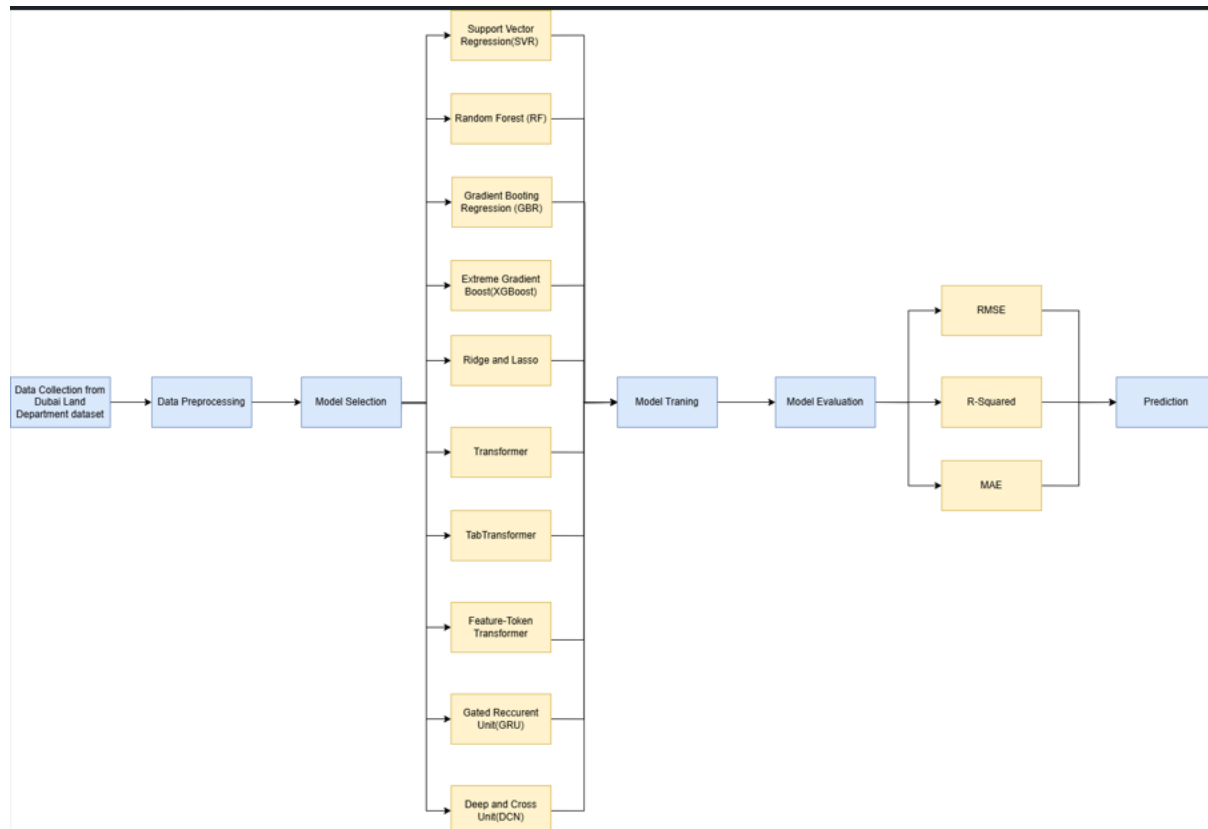 Data Collection from
Dubai Land
Department dataset
Data Preprocessing
Model Selection
Support Vector
Regression(SVR)
Random Forest (RF)
Gradient Booting
Regression (GBR)
Extreme Gradient
Boost(XGBoost)
Ridge and Lasso
Transformer
TabTransformer
Feature-Token
Transformer
Gated Reccurent
Unit(GRU)
Deep and Cross
Unit(DCN)
Model Traning
Model Evaluation
RMSE
R-Squared
MAE
Prediction